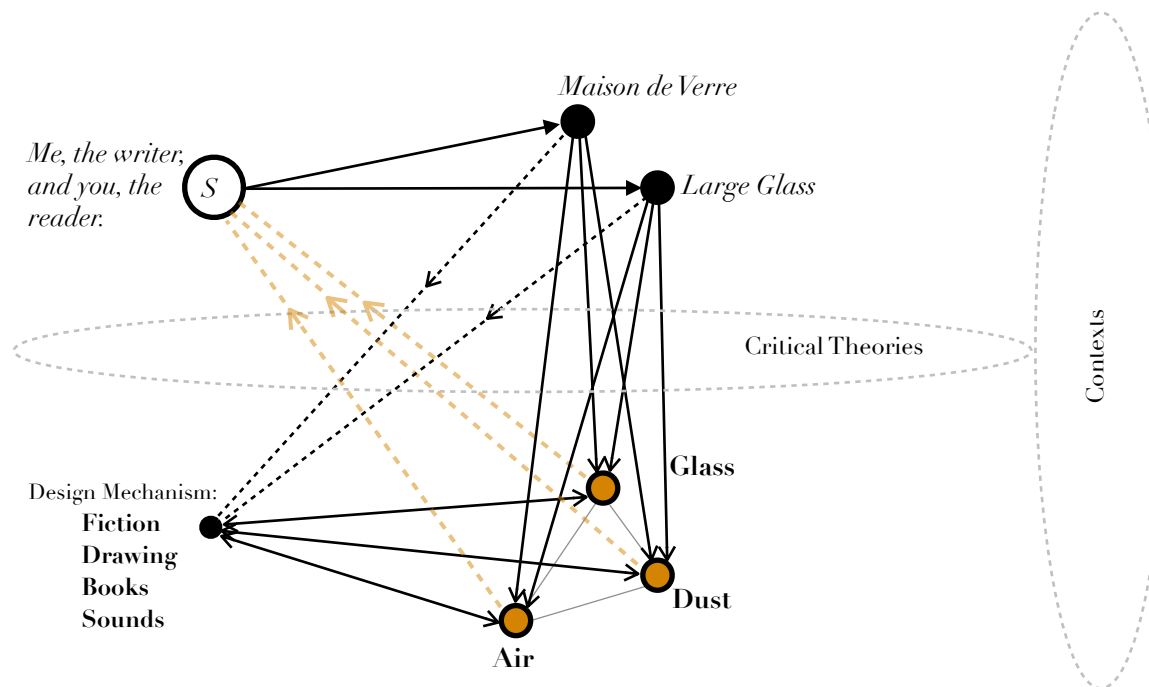 Maison de Verre
Me, the writer,
and you, the
reader.
S
Large Glass
Critical Theories
Contexts
Glass
Design Mechanism:
Fiction
Drawing
Books
Sounds
Dust
Air